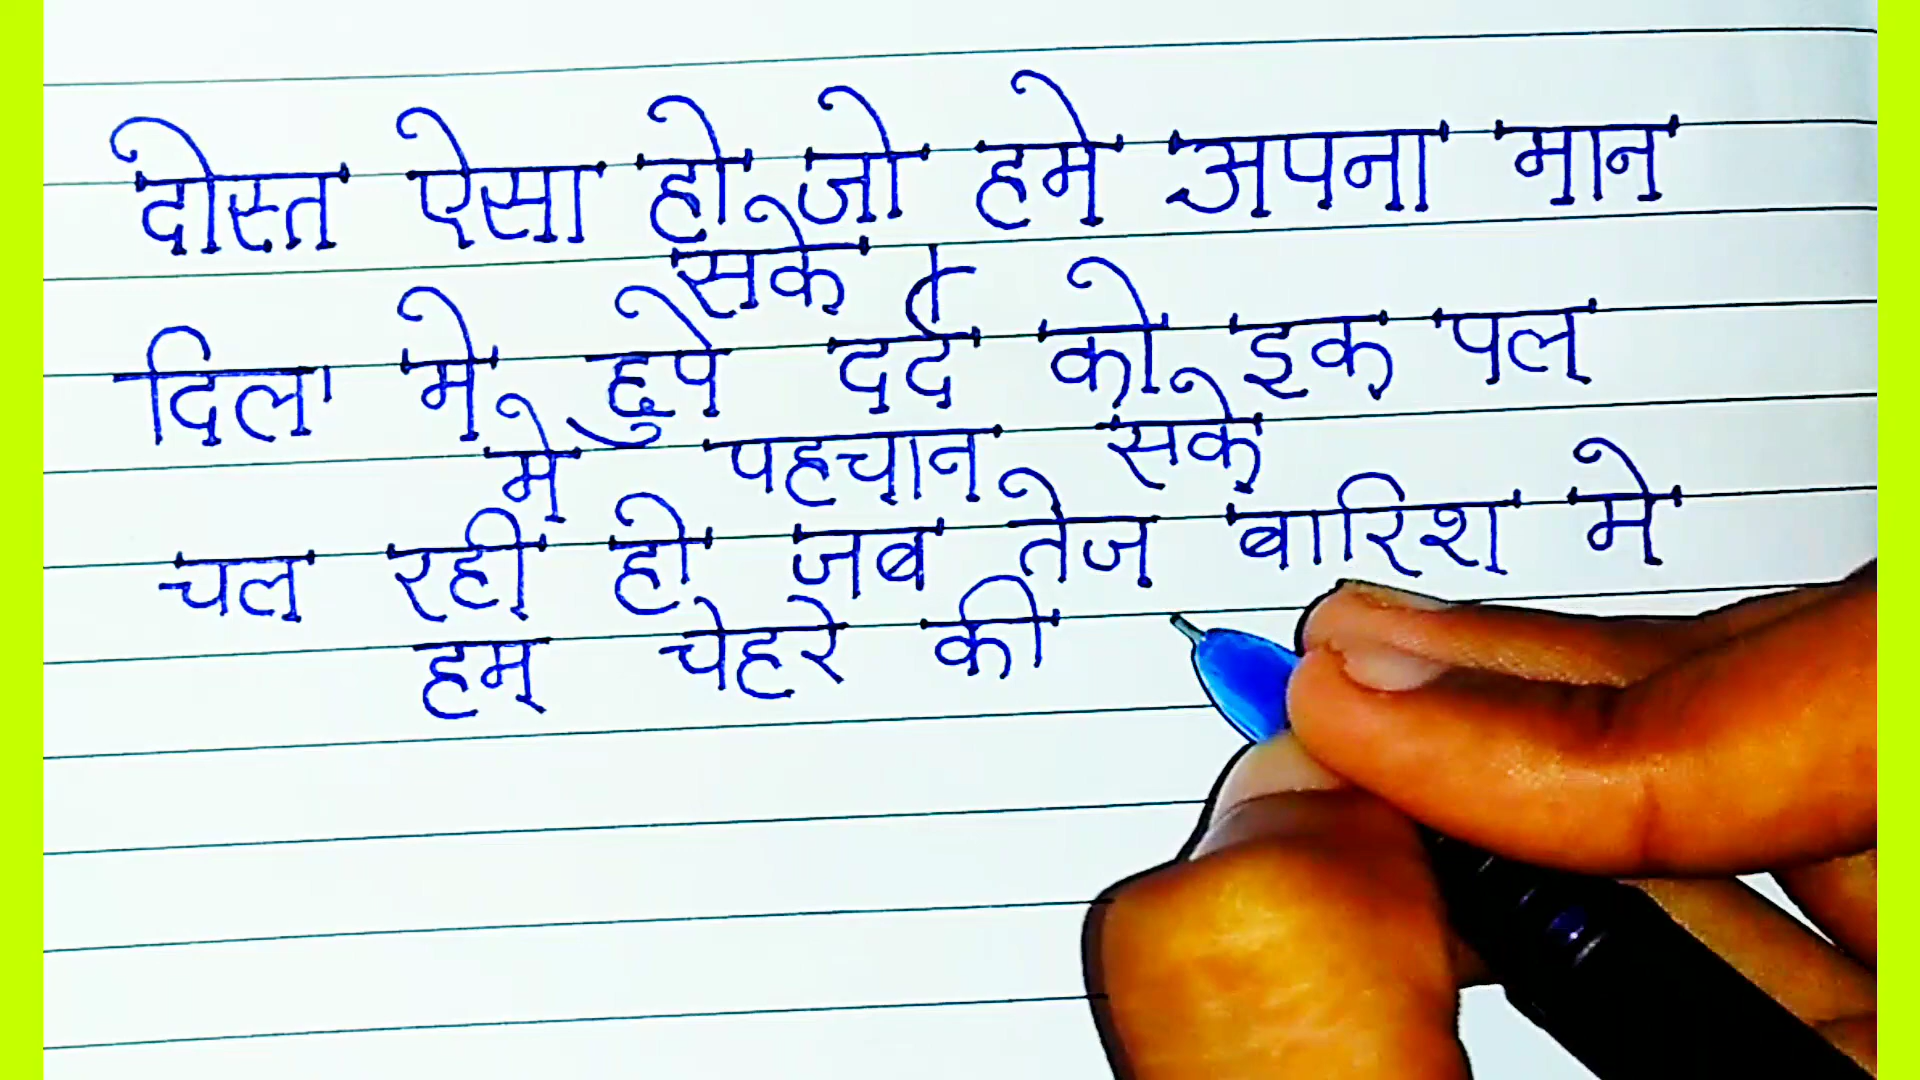 दोस्त ऐसा हो जो हमे अपना मान
सके
दिल मे छुपे दर्द को इक पल
मे पहचान सके
चल रही हो जब तेज बारिश मे
हम चेहरे की